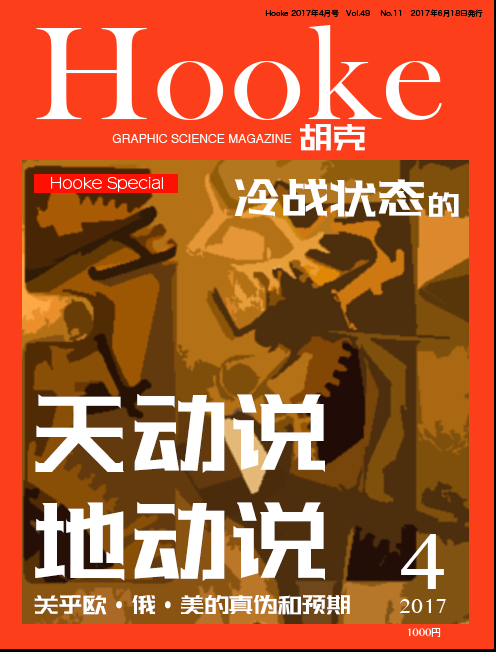 Hooke 2017年4月号 Vol.49 No.11 2017年6月18日発行
Hooke
GRAPHIC SCIENCE MAGAZINE 胡克
Hooke Special
冷战状态的
天动说
地动说
关乎欧·俄·美的真伪和预期
4
2017
1000円